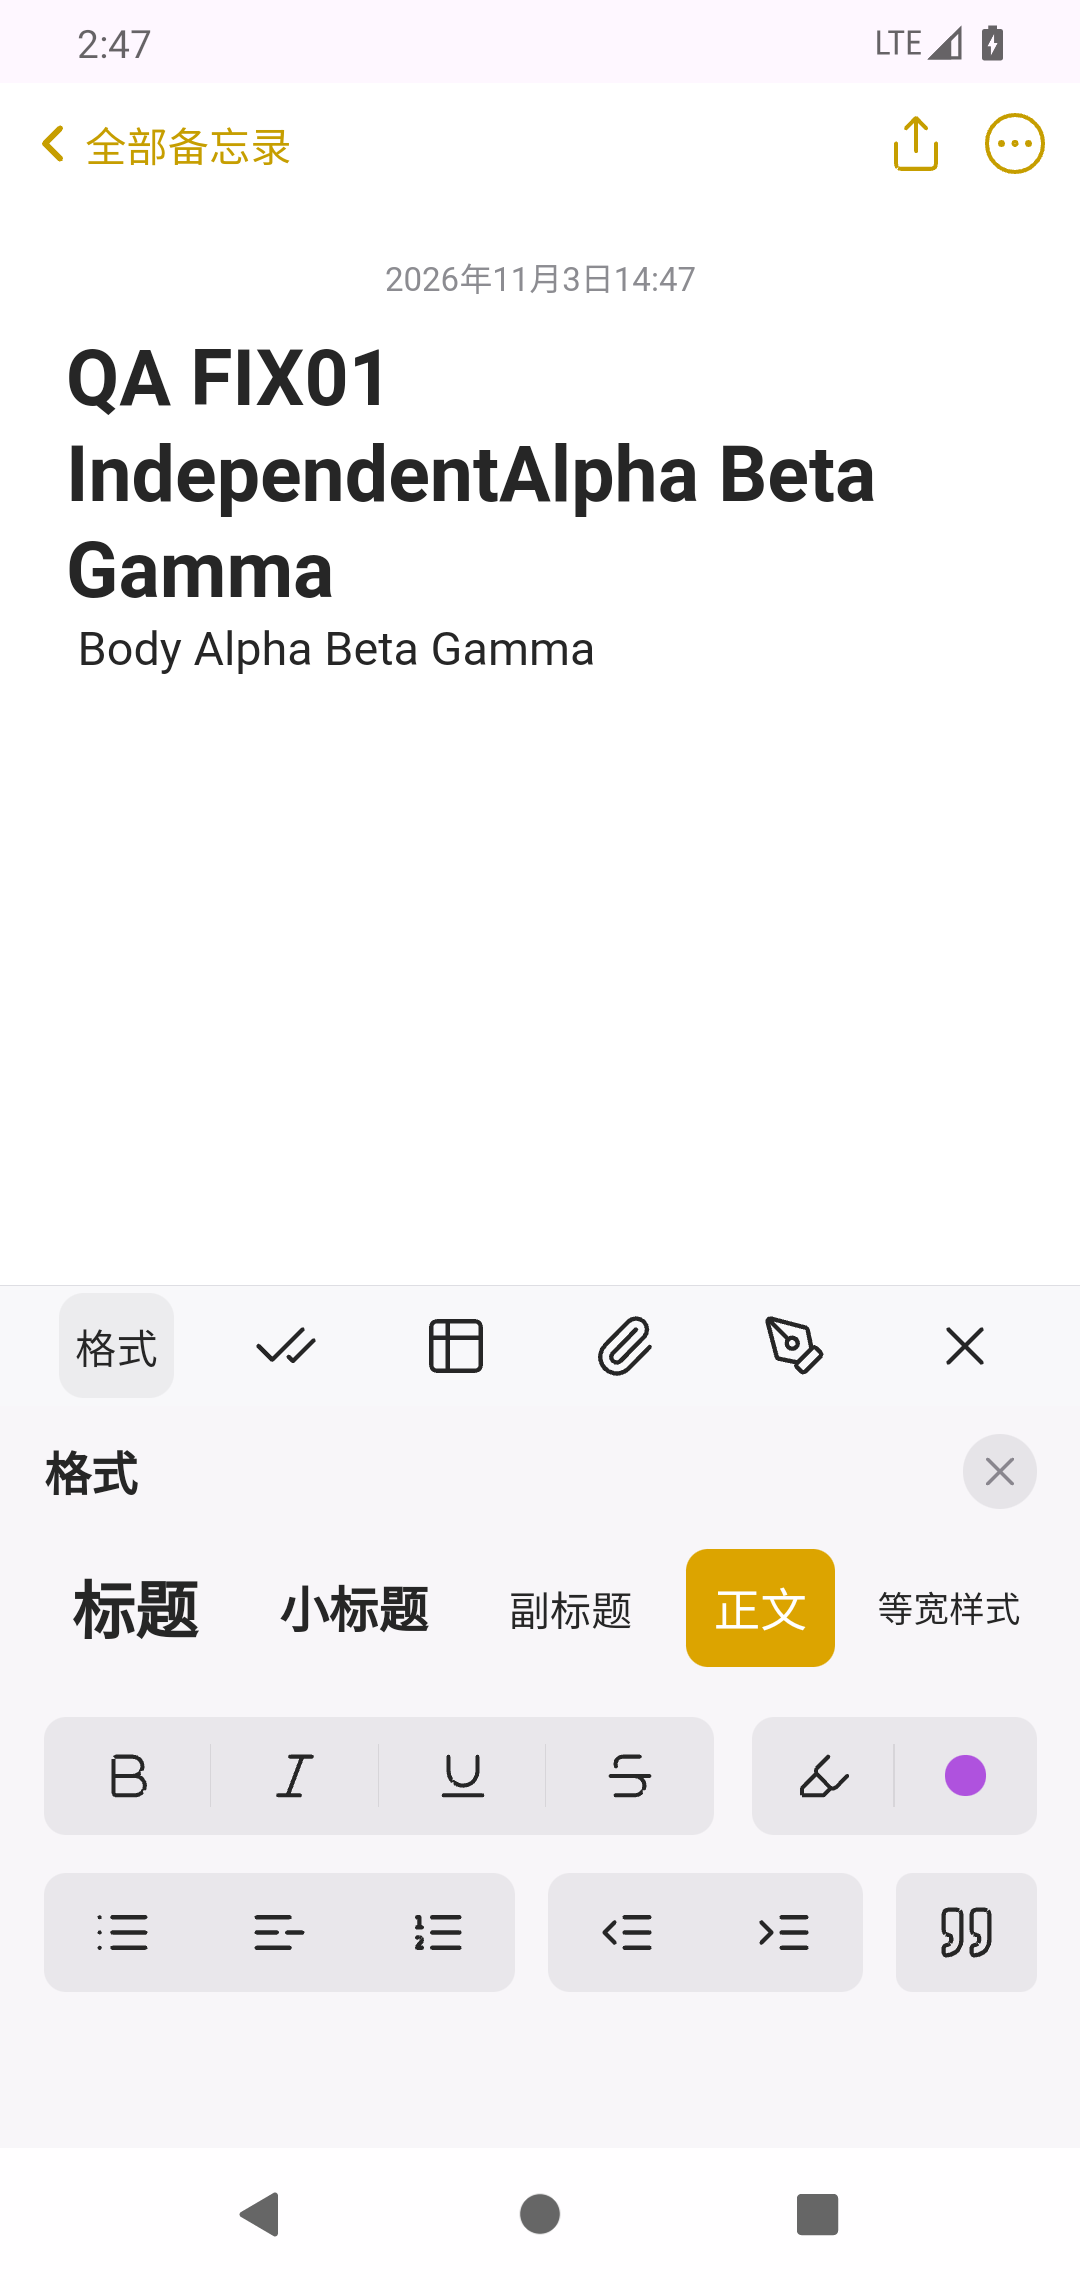 2:47 LTE
全部备忘录
2026年11月3日14:47
QA FIX01
IndependentAlpha Beta
Gamma
Body Alpha Beta Gamma
格式
格式
标题 小标题 副标题 正文 等宽样式
B I U S